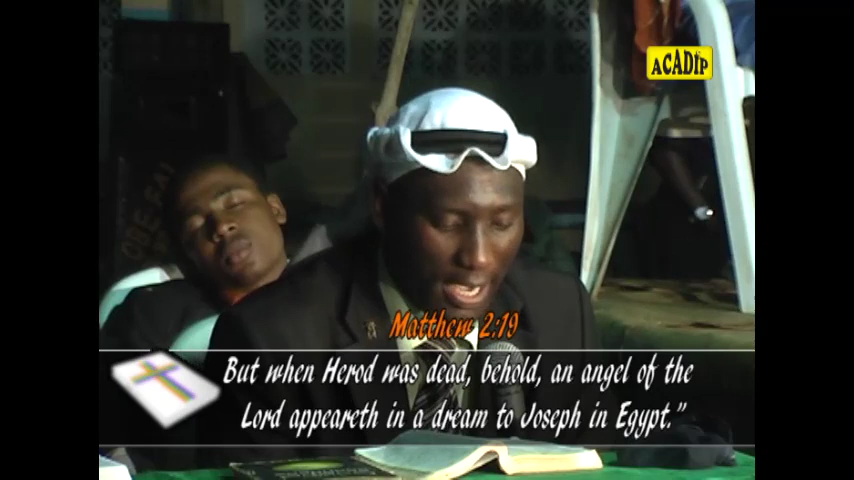 ACADIP
Matthew 2:19
But when Herod was dead, behold, an angel of the
Lord appeareth in a dream to Joseph in Egypt.”